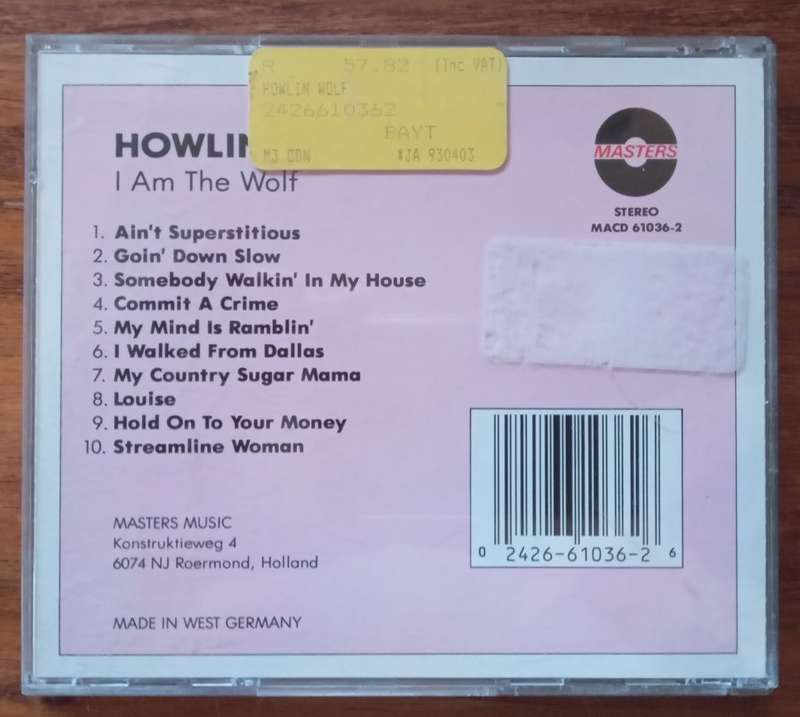 R 57.82 (Inc VAT)
HOWLIN WOLF
2426610362
BAYT
MJ CDN #JA 930403
HOWLIN
I Am The Wolf
MASTERS
STEREO
MACD 61036-2
1. Ain't Superstitious
2. Goin' Down Slow
3. Somebody Walkin' In My House
4. Commit A Crime
5. My Mind Is Ramblin'
6. I Walked From Dallas
7. My Country Sugar Mama
8. Louise
9. Hold On To Your Money
10. Streamline Woman
0 2426-61036-2 6
MASTERS MUSIC
Konstruktieweg 4
6074 NJ Roermond, Holland
MADE IN WEST GERMANY